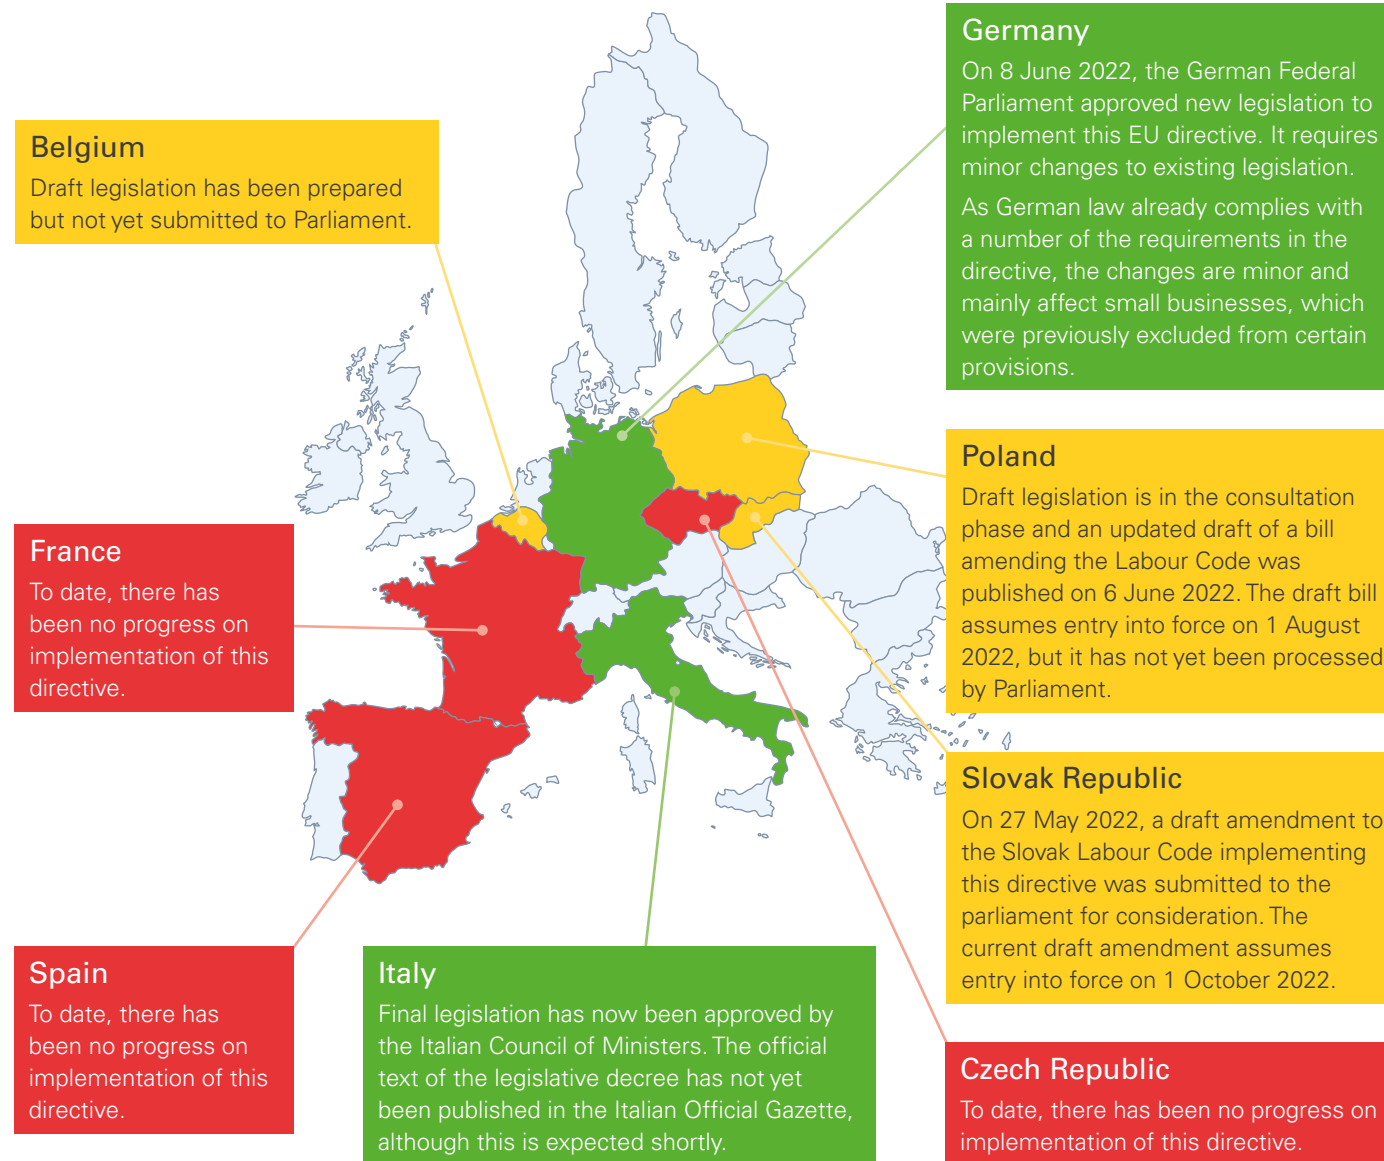 Germany
On 8 June 2022, the German Federal
Parliament approved new legislation to
implement this EU directive. It requires
minor changes to existing legislation.
As German law already complies with
a number of the requirements in the
directive, the changes are minor and
mainly affect small businesses, which
were previously excluded from certain
provisions.
Belgium
Draft legislation has been prepared
but not yet submitted to Parliament.
Poland
Draft legislation is in the consultation
phase and an updated draft of a bill
amending the Labour Code was
published on 6 June 2022. The draft bill
assumes entry into force on 1 August
2022, but it has not yet been processed
by Parliament.
France
To date, there has
been no progress on
implementation of this
directive.
Slovak Republic
On 27 May 2022, a draft amendment to
the Slovak Labour Code implementing
this directive was submitted to the
parliament for consideration. The
current draft amendment assumes
entry into force on 1 October 2022.
Spain
To date, there has
been no progress on
implementation of this
directive.
Italy
Final legislation has now been approved by
the Italian Council of Ministers. The official
text of the legislative decree has not yet
been published in the Italian Official Gazette,
although this is expected shortly.
Czech Republic
To date, there has been no progress on
implementation of this directive.